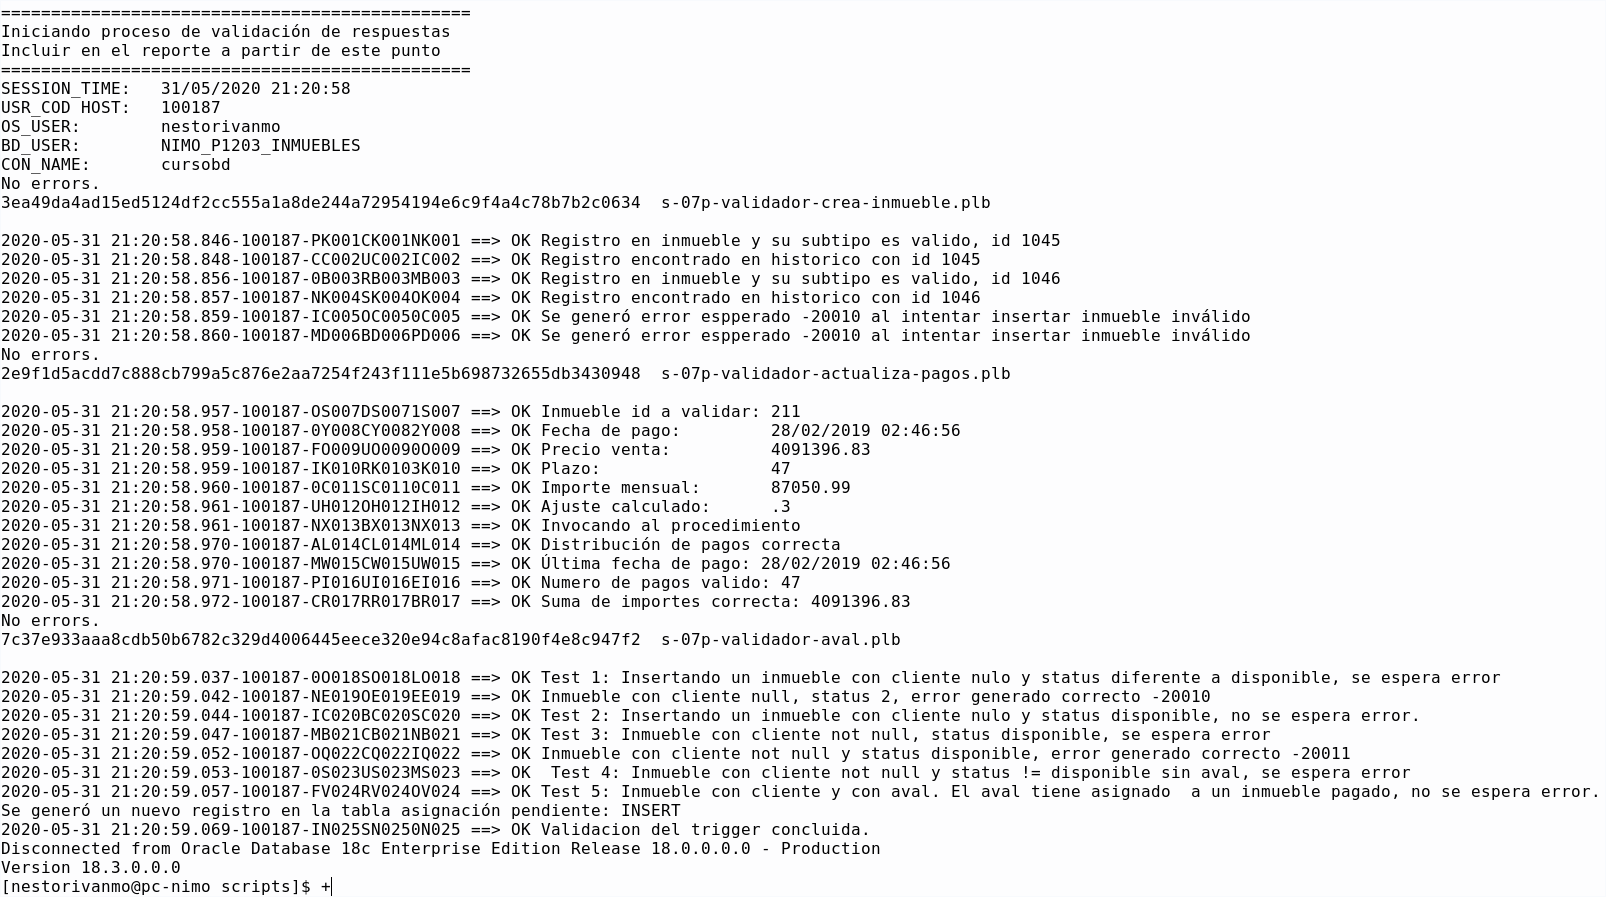 ===============================================
Iniciando proceso de validación de respuestas
Incluir en el reporte a partir de este punto
===============================================
SESSION_TIME:   31/05/2020 21:20:58
USR_COD HOST:   100187
OS_USER:        nestorivanmo
BD_USER:        NIMO_P1203_INMUEBLES
CON_NAME:       cursobd
No errors.
3ea49da4ad15ed5124df2cc555a1a8de244a72954194e6c9f4a4c78b7b2c0634  s-07p-validador-crea-inmueble.plb

2020-05-31 21:20:58.846-100187-PK001CK001NK001 ==> OK Registro en inmueble y su subtipo es valido, id 1045
2020-05-31 21:20:58.848-100187-CC002UC002IC002 ==> OK Registro encontrado en historico con id 1045
2020-05-31 21:20:58.856-100187-0B003RB003MB003 ==> OK Registro en inmueble y su subtipo es valido, id 1046
2020-05-31 21:20:58.857-100187-NK004SK004OK004 ==> OK Registro encontrado en historico con id 1046
2020-05-31 21:20:58.859-100187-IC005OC0050C005 ==> OK Se generó error espperado -20010 al intentar insertar inmueble inválido
2020-05-31 21:20:58.860-100187-MD006BD006PD006 ==> OK Se generó error espperado -20010 al intentar insertar inmueble inválido
No errors.
2e9f1d5acdd7c888cb799a5c876e2aa7254f243f111e5b698732655db3430948  s-07p-validador-actualiza-pagos.plb

2020-05-31 21:20:58.957-100187-OS007DS0071S007 ==> OK Inmueble id a validar: 211
2020-05-31 21:20:58.958-100187-0Y008CY0082Y008 ==> OK Fecha de pago:         28/02/2019 02:46:56
2020-05-31 21:20:58.959-100187-FO009UO0090O009 ==> OK Precio venta:          4091396.83
2020-05-31 21:20:58.959-100187-IK010RK0103K010 ==> OK Plazo:                 47
2020-05-31 21:20:58.960-100187-0C011SC0110C011 ==> OK Importe mensual:       87050.99
2020-05-31 21:20:58.961-100187-UH012OH012IH012 ==> OK Ajuste calculado:      .3
2020-05-31 21:20:58.961-100187-NX013BX013NX013 ==> OK Invocando al procedimiento
2020-05-31 21:20:58.970-100187-AL014CL014ML014 ==> OK Distribución de pagos correcta
2020-05-31 21:20:58.970-100187-MW015CW015UW015 ==> OK Última fecha de pago: 28/02/2019 02:46:56
2020-05-31 21:20:58.971-100187-PI016UI016EI016 ==> OK Numero de pagos valido: 47
2020-05-31 21:20:58.972-100187-CR017RR017BR017 ==> OK Suma de importes correcta: 4091396.83
No errors.
7c37e933aaa8cdb50b6782c329d4006445eece320e94c8afac8190f4e8c947f2  s-07p-validador-aval.plb

2020-05-31 21:20:59.037-100187-0O018SO018LO018 ==> OK Test 1: Insertando un inmueble con cliente nulo y status diferente a disponible, se espera error
2020-05-31 21:20:59.042-100187-NE019OE019EE019 ==> OK Inmueble con cliente null, status 2, error generado correcto -20010
2020-05-31 21:20:59.044-100187-IC020BC020SC020 ==> OK Test 2: Insertando un inmueble con cliente nulo y status disponible, no se espera error.
2020-05-31 21:20:59.047-100187-MB021CB021NB021 ==> OK Test 3: Inmueble con cliente not null, status disponible, se espera error
2020-05-31 21:20:59.052-100187-OQ022CQ022IQ022 ==> OK Inmueble con cliente not null y status disponible, error generado correcto -20011
2020-05-31 21:20:59.053-100187-0S023US023MS023 ==> OK  Test 4: Inmueble con cliente not null y status != disponible sin aval, se espera error
2020-05-31 21:20:59.057-100187-FV024RV024OV024 ==> OK Test 5: Inmueble con cliente y con aval. El aval tiene asignado  a un inmueble pagado, no se espera error.
Se generó un nuevo registro en la tabla asignación pendiente: INSERT
2020-05-31 21:20:59.069-100187-IN025SN0250N025 ==> OK Validacion del trigger concluida.
Disconnected from Oracle Database 18c Enterprise Edition Release 18.0.0.0.0 - Production
Version 18.3.0.0.0
[nestorivanmo@pc-nimo scripts]$ +